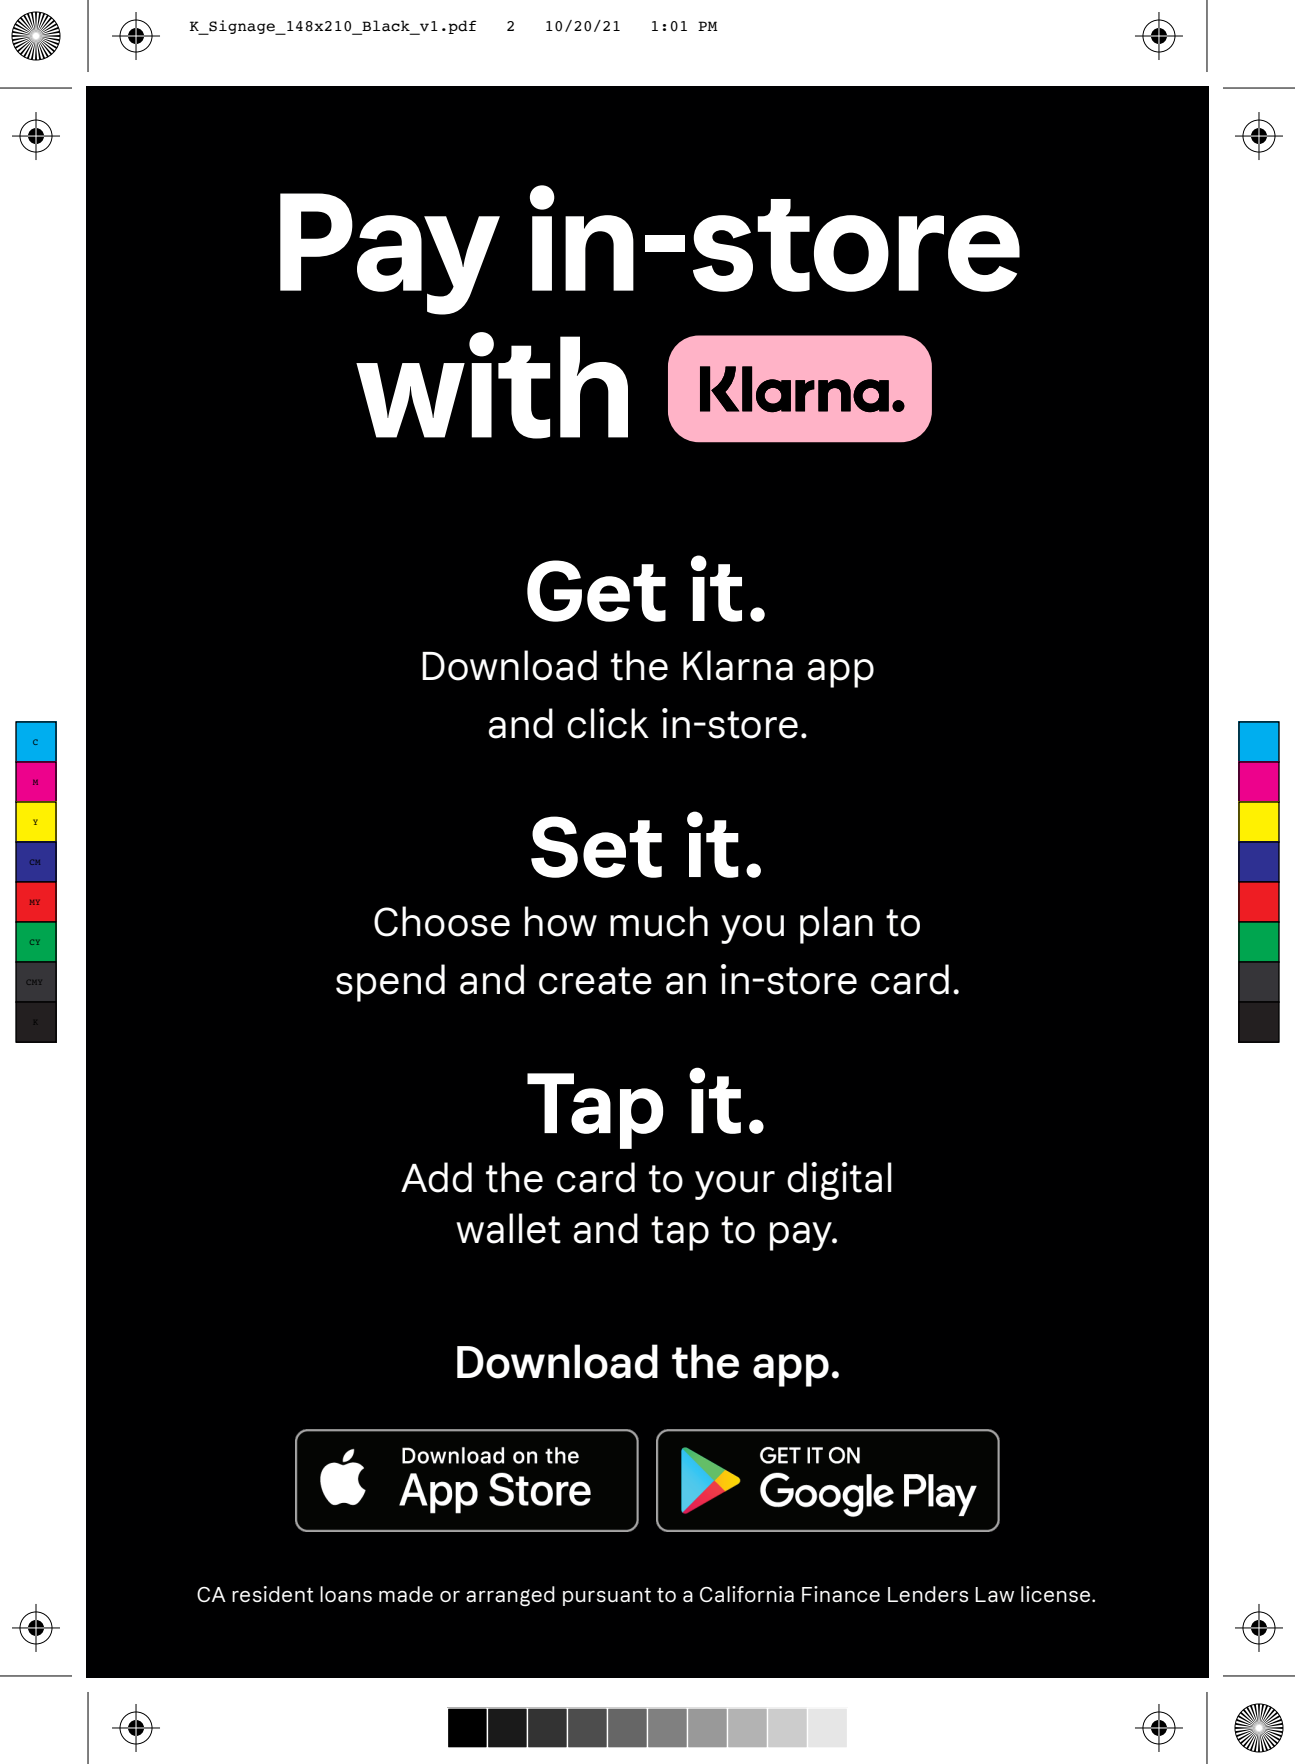 K_Signage_148x210_Black_v1.pdf 2 10/20/21 1:01 PM
Pay in-store
with Klarna.
Get it.
Download the Klarna app
and click in-store.
Set it.
Choose how much you plan to
spend and create an in-store card.
Tap it.
Add the card to your digital
wallet and tap to pay.
Download the app.
Download on the
App Store
GET IT ON
Google Play
CA resident loans made or arranged pursuant to a California Finance Lenders Law license.
C
M
Y
CM
MY
CY
CMY
K